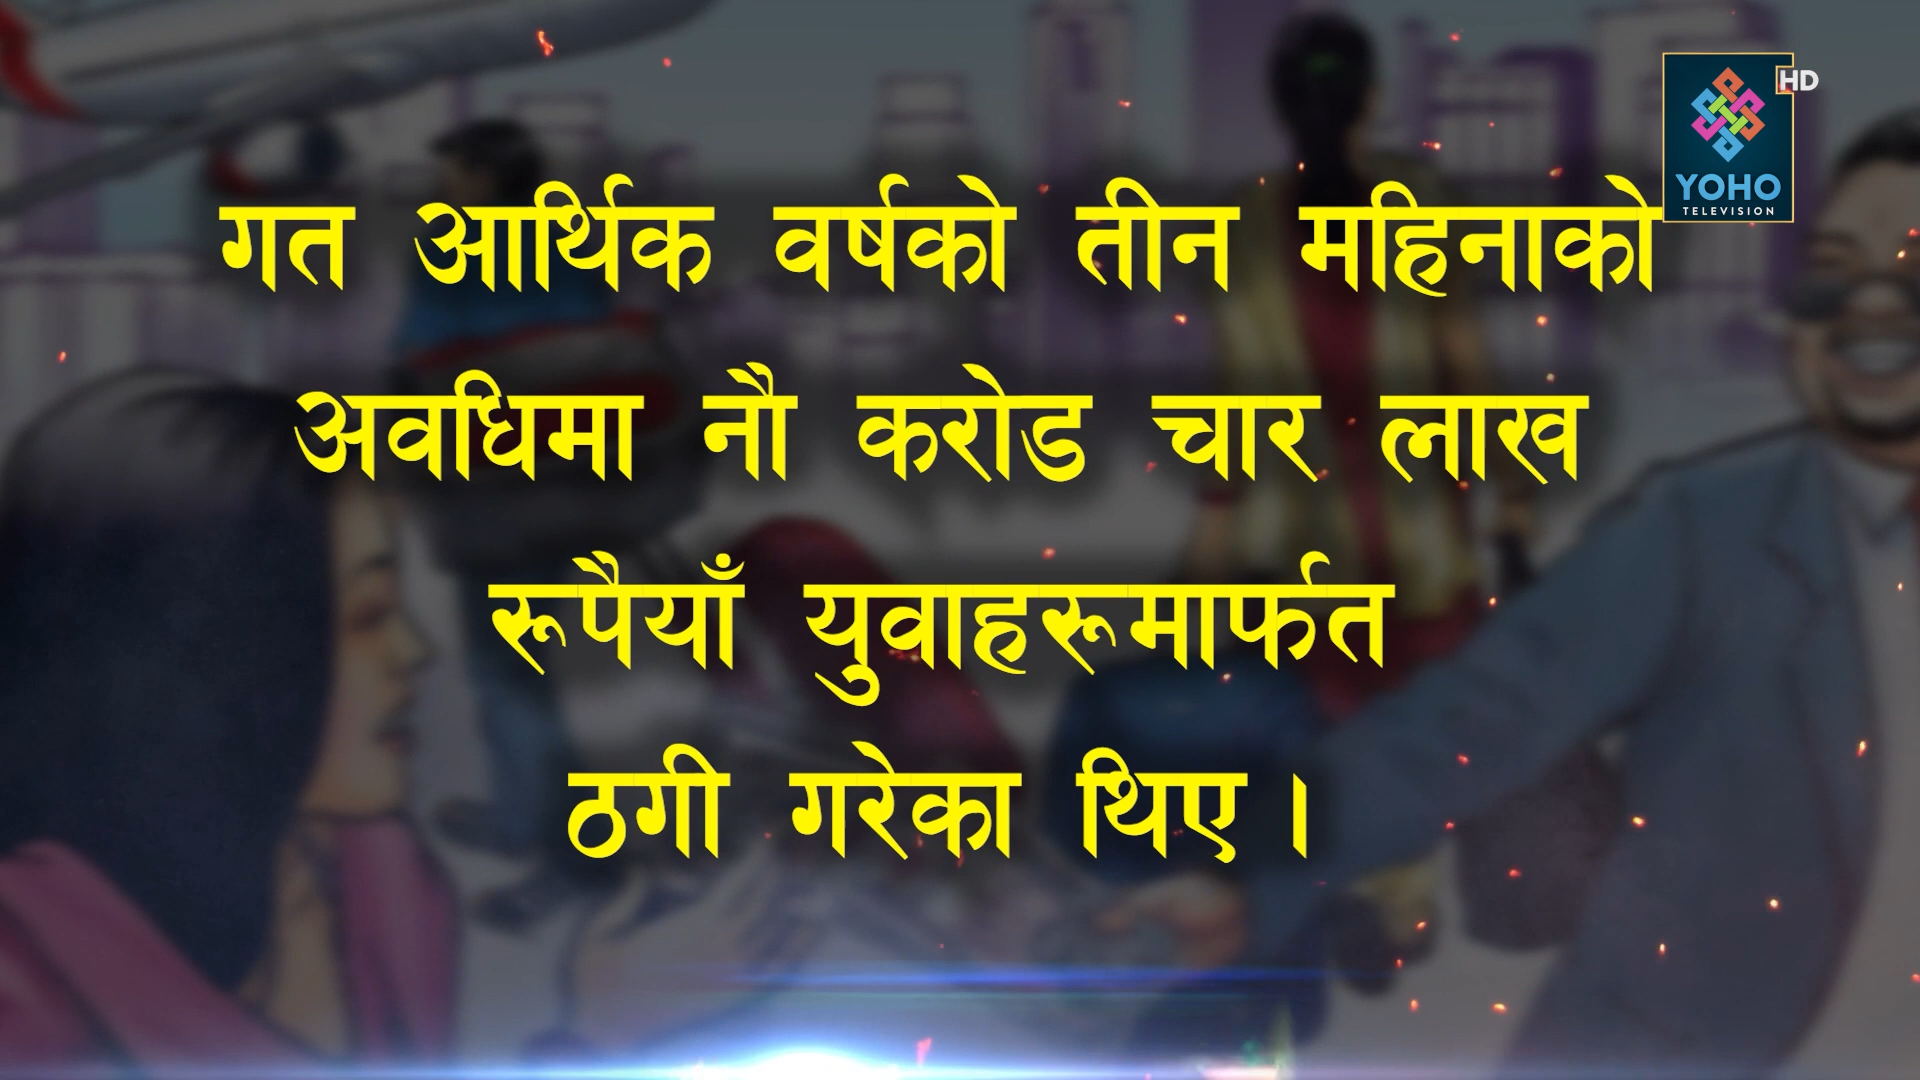 गत आर्थिक वर्षको तीन महिनाको
अवधिमा नौ करोड चार लाख
रूपैयाँ युवाहरूमार्फत
ठगी गरेका थिए।
HD
YOHO
TELEVISION